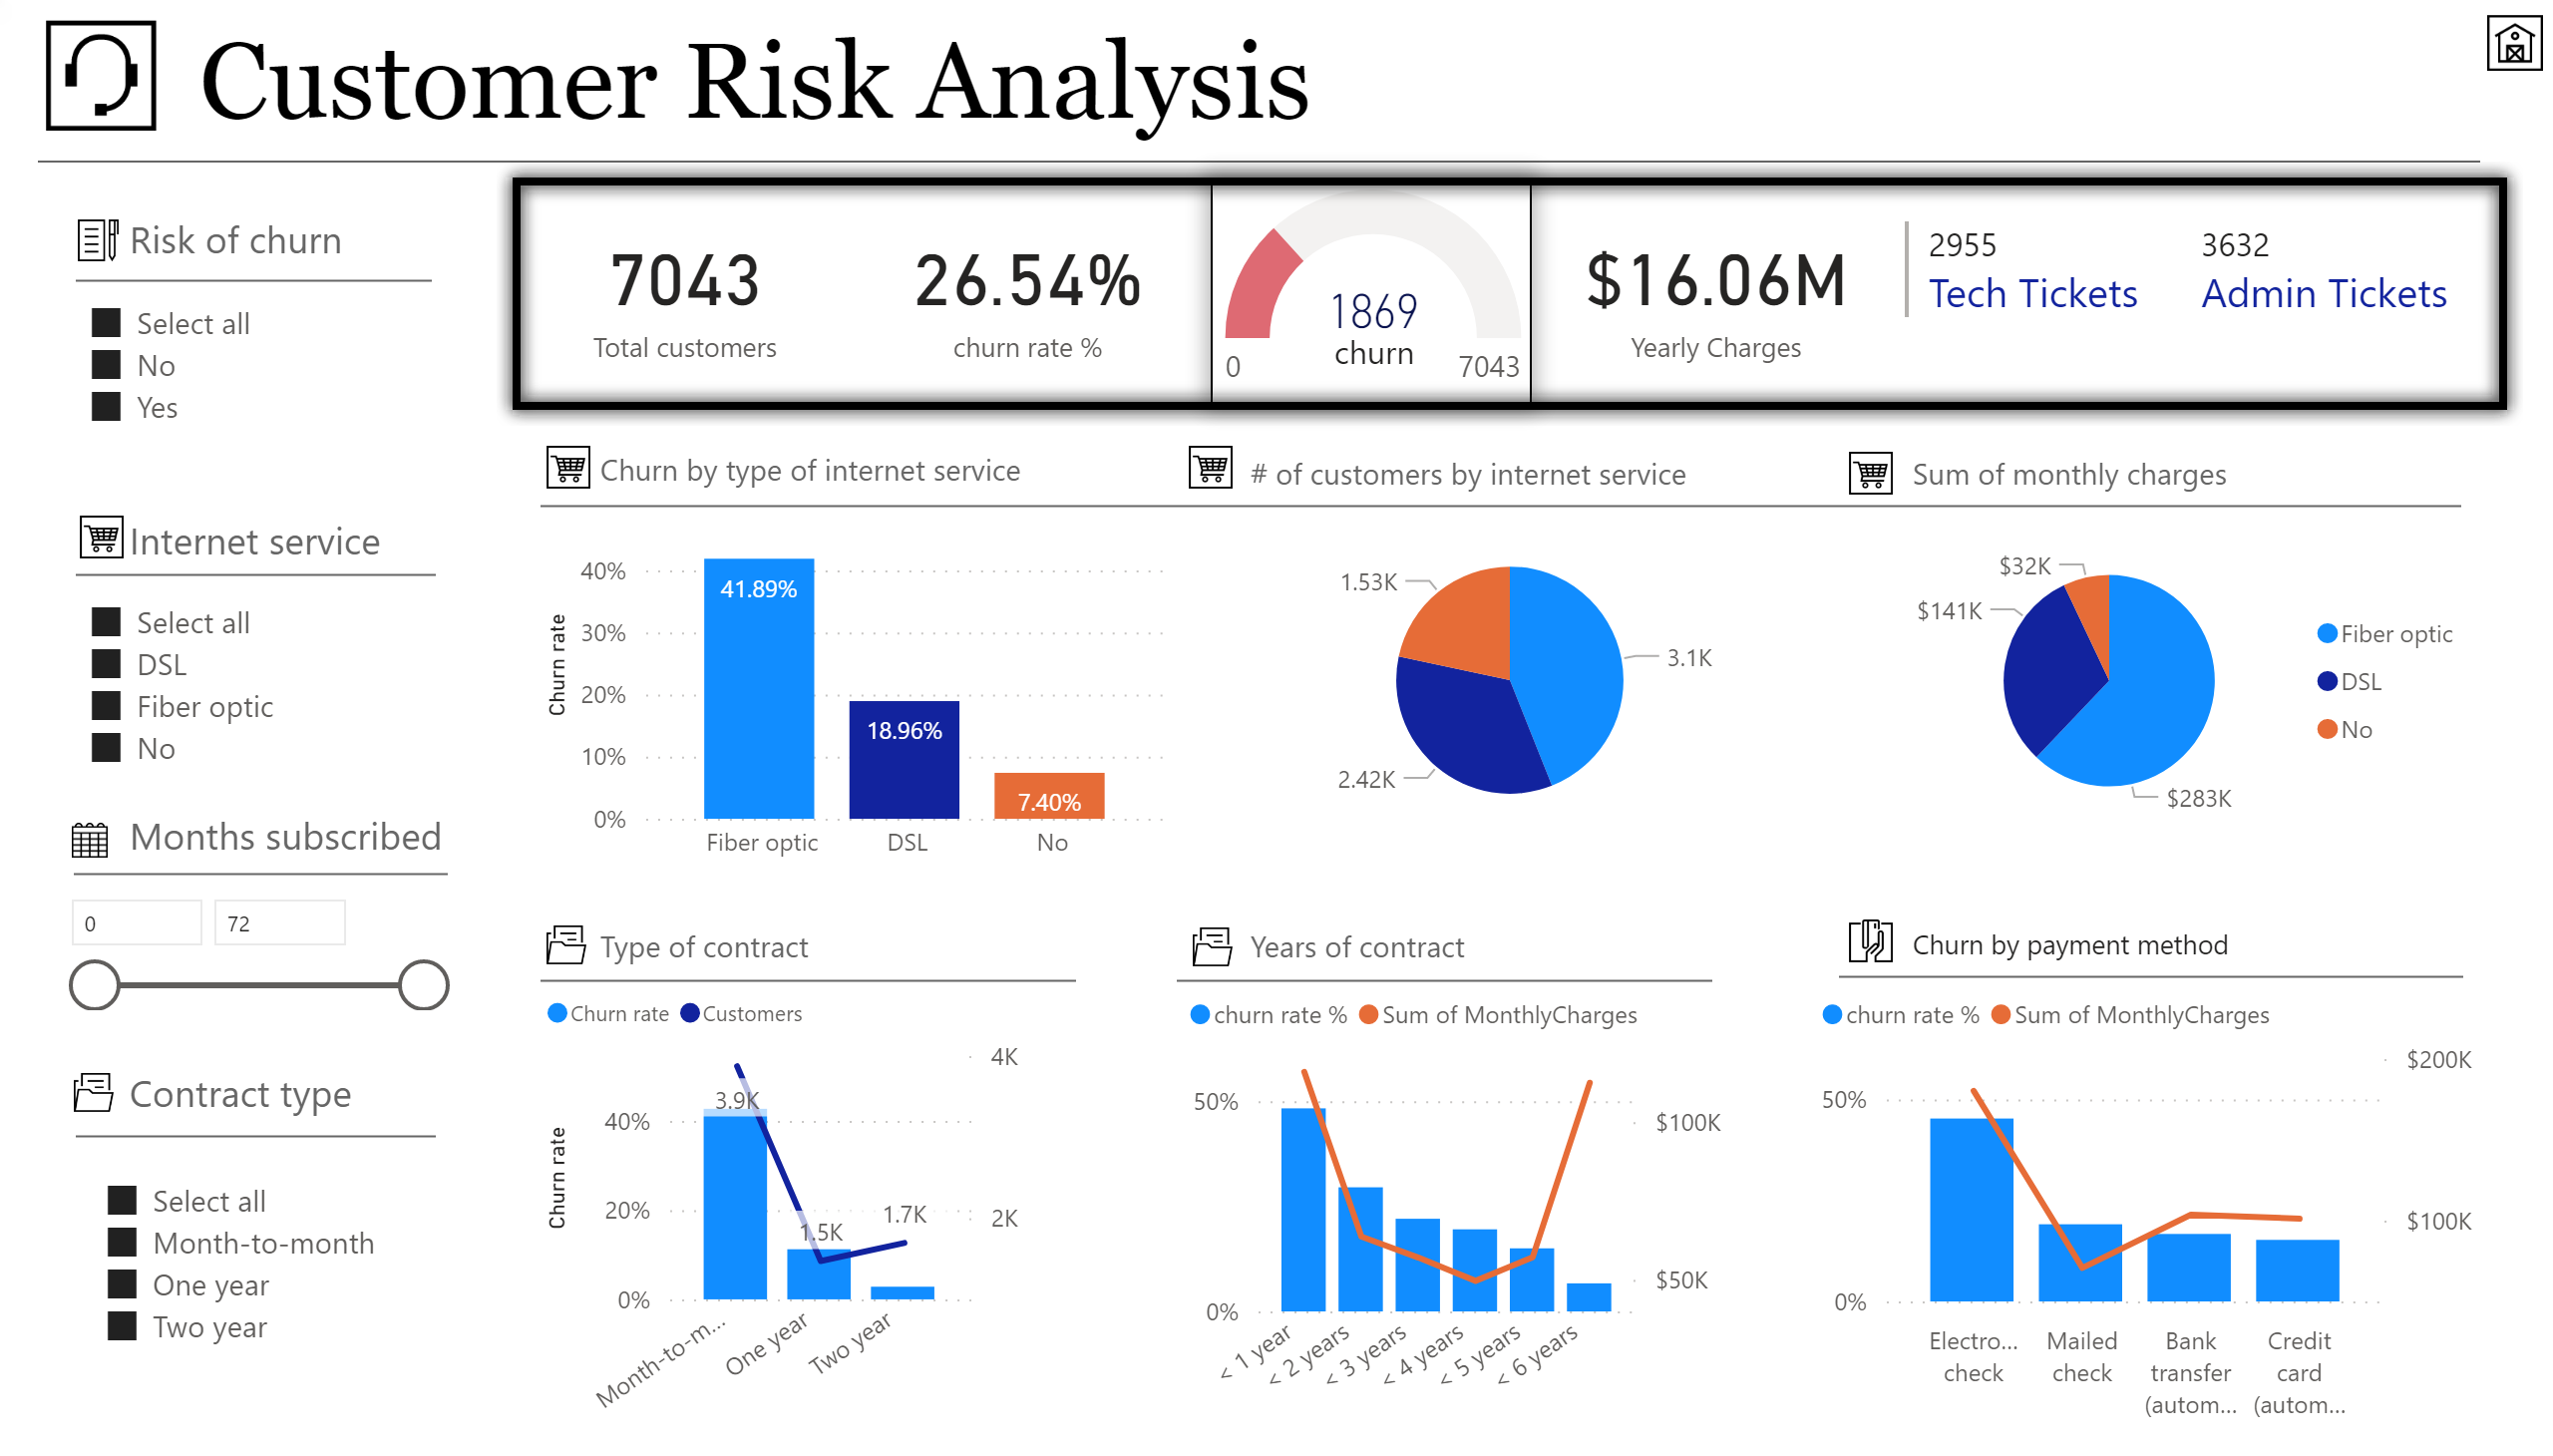 Customer Risk Analysis
Risk of churn
Select all
No
Yes
Internet service
Select all
DSL
Fiber optic
No
Months subscribed
0 72
Contract type
Select all
Month-to-month
One year
Two year
7043
Total customers
26.54%
churn rate %
1869
churn
0 7043
$16.06M
Yearly Charges
2955
Tech Tickets
3632
Admin Tickets
Churn by type of internet service
Churn rate
40%
30%
20%
10%
0%
41.89%
18.96%
7.40%
Fiber optic DSL No
# of customers by internet service
1.53K
3.1K
2.42K
Sum of monthly charges
$32K
$141K
$283K
Fiber optic
DSL
No
Type of contract
Churn rate Customers
Churn rate
40%
20%
0%
4K
2K
3.9K
1.5K
1.7K
Month-to-m...
One year
Two year
Years of contract
churn rate % Sum of MonthlyCharges
50%
0%
$100K
$50K
< 1 year
< 2 years
< 3 years
< 4 years
< 5 years
< 6 years
Churn by payment method
churn rate % Sum of MonthlyCharges
50%
0%
$200K
$100K
Electro...
check
Mailed
check
Bank
transfer
(autom...
Credit
card
(autom...